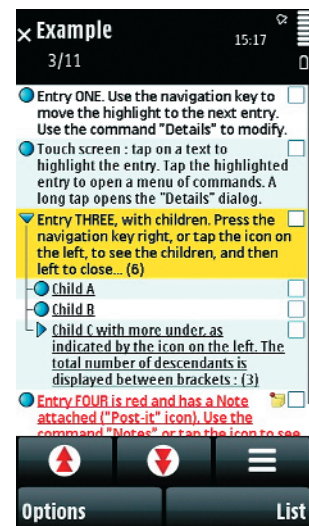 Example
15:17
3/11
Entry ONE. Use the navigation key to
move the highlight to the next entry.
Use the command "Details" to modify.
Touch screen : tap on a text to
highlight the entry. Tap the highlighted
entry to open a menu of commands. A
long tap opens the "Details" dialog.
Entry THREE, with children. Press the
navigation key right, or tap the icon on
the left, to see the children, and then
left to close... (6)
Child A
Child B
Child C with more under, as
indicated by the icon on the left. The
total number of descendants is
displayed between brackets : (3)
Entry FOUR is red and has a Note
attached ("Post-it" icon). Use the
command "Notes" or tap the icon to see
Options List